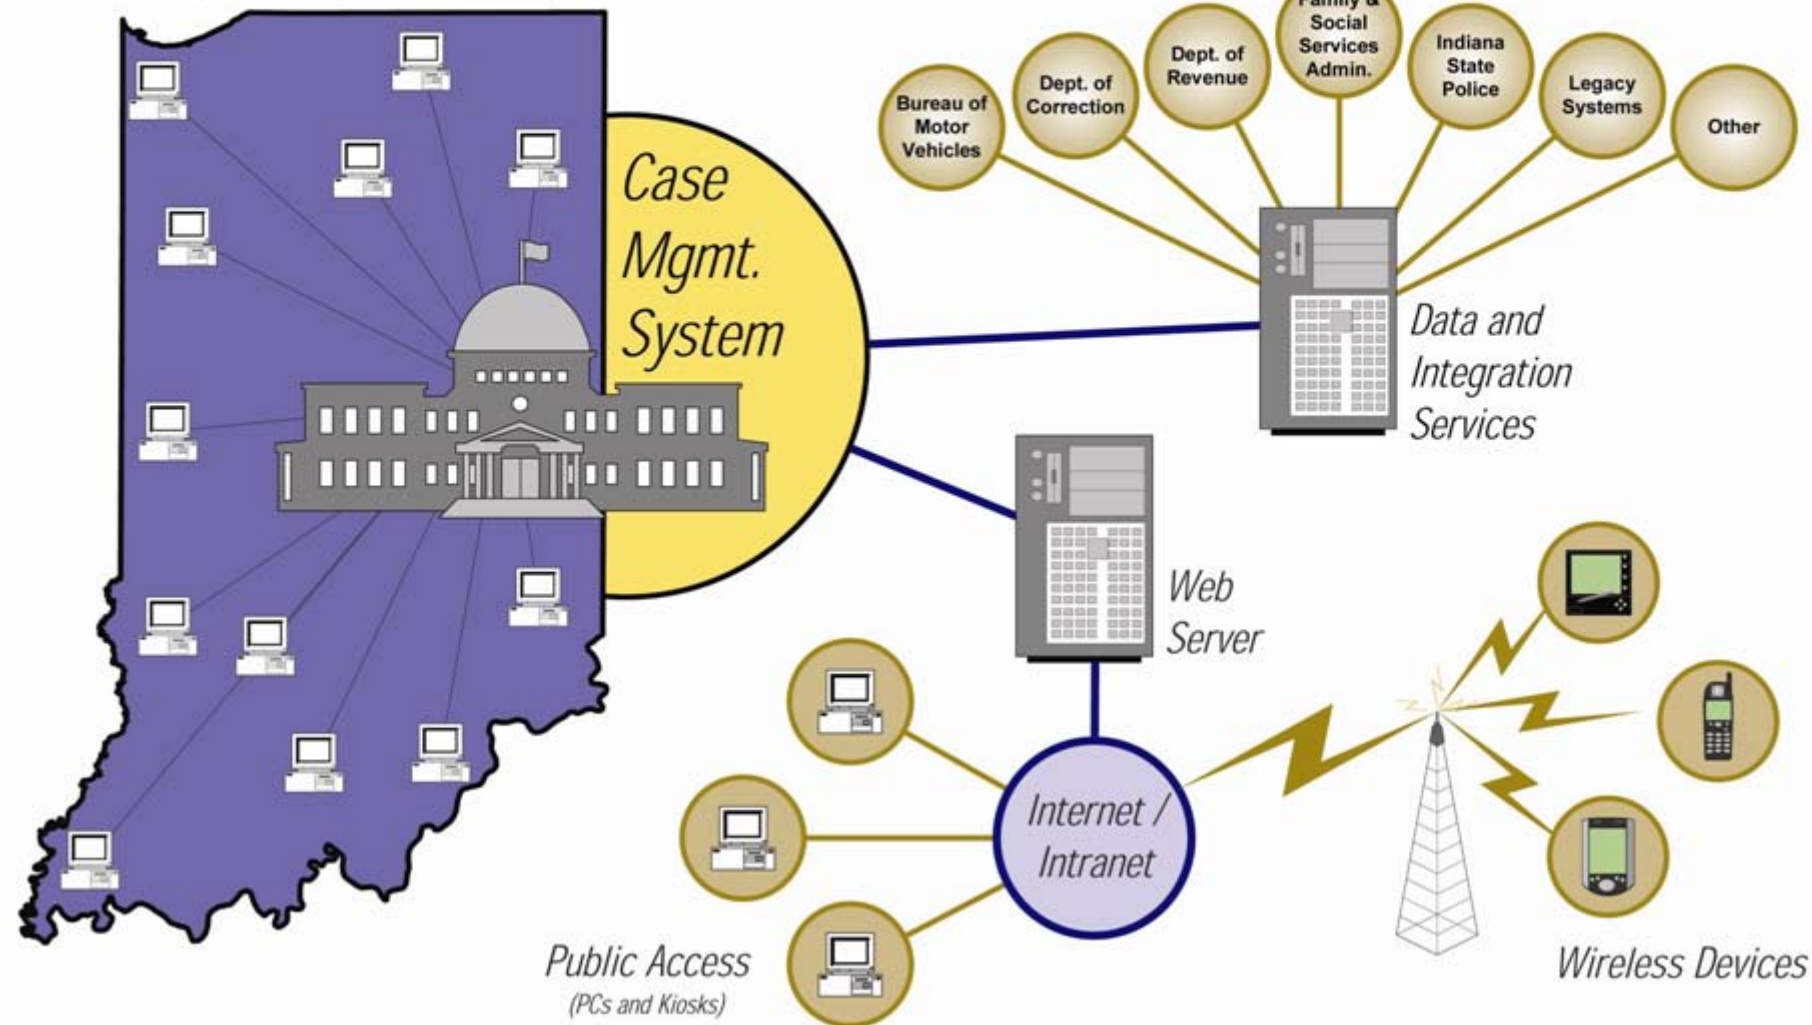 Family &
Social
Services
Admin.
Dept. of
Revenue
Indiana
State
Police
Dept. of
Correction
Legacy
Systems
Bureau of
Motor
Vehicles
Other
Case
Mgmt.
System
Data and
Integration
Services
Web
Server
Internet /
Intranet
Public Access
(PCs and Kiosks)
Wireless Devices